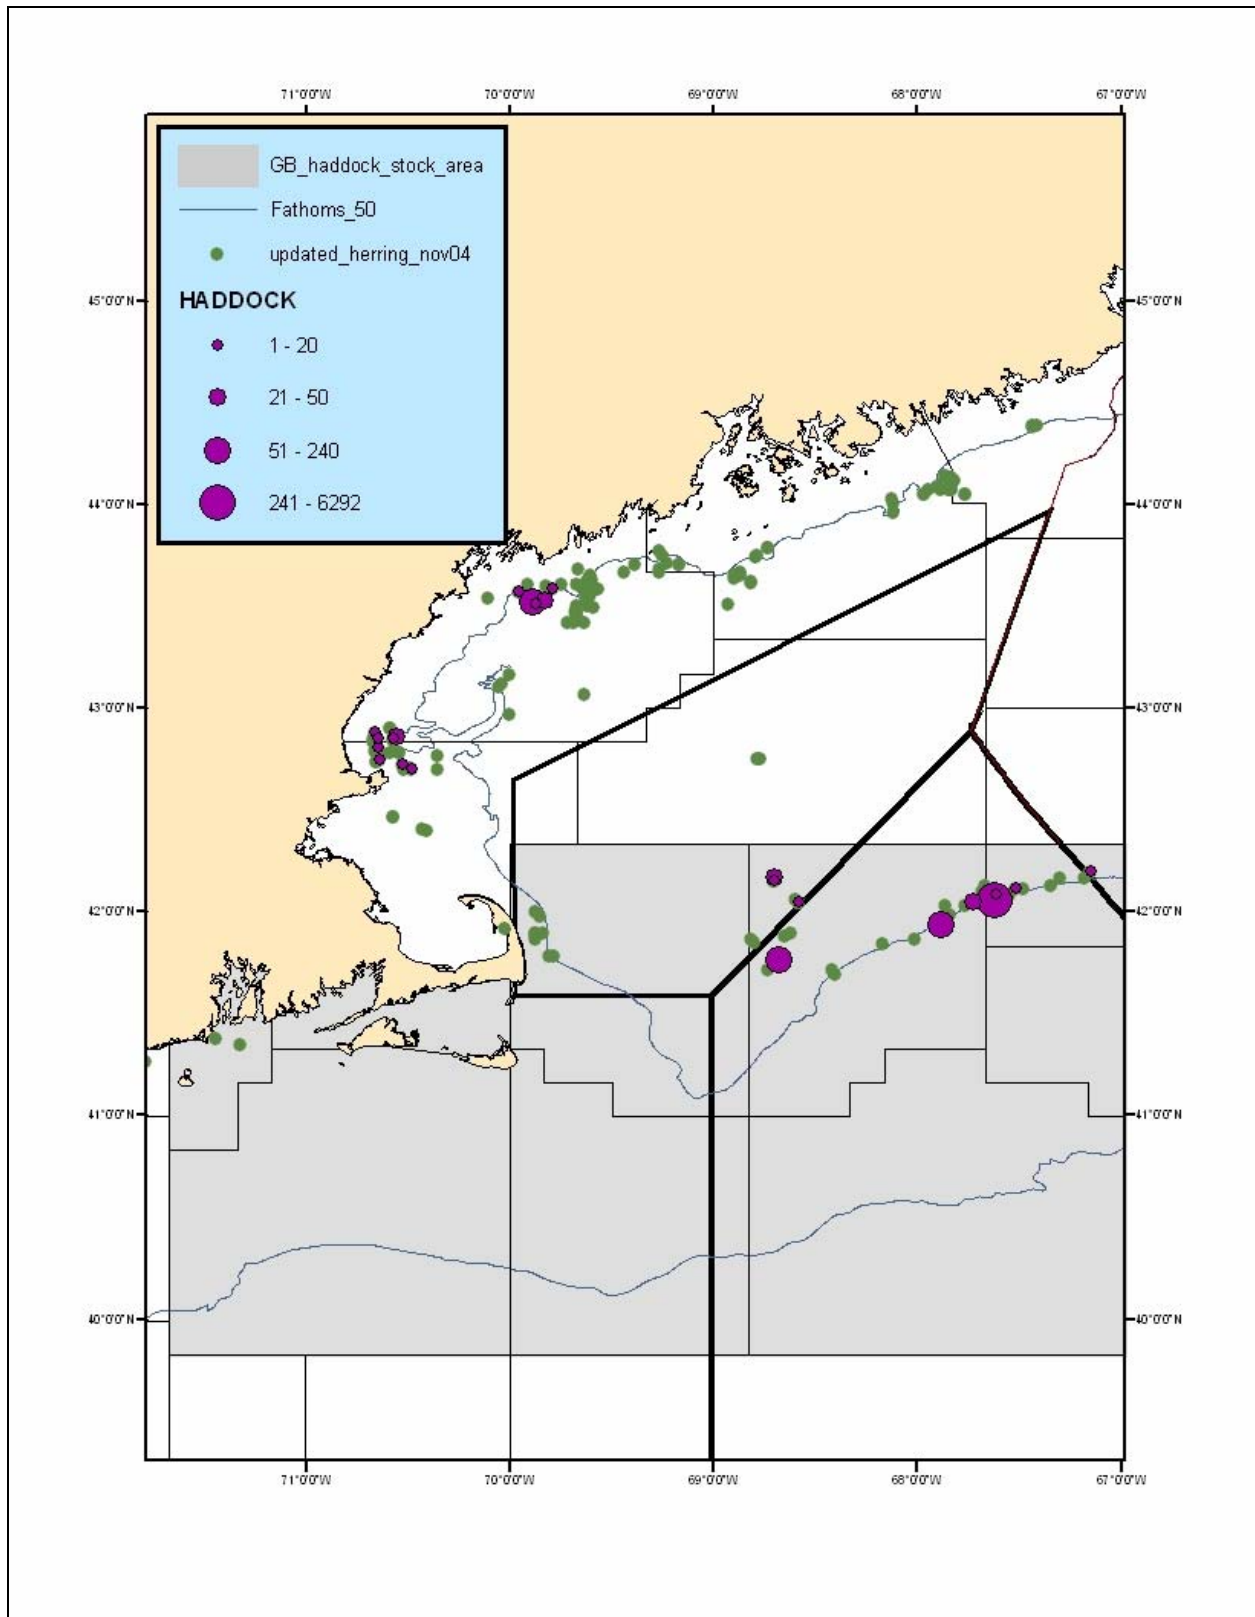 71°0'0"W 70°0'0"W 69°0'0"W 68°0'0"W 67°0'0"W
GB_haddock_stock_area
Fathoms_50
updated_herring_nov04
HADDOCK
1 - 20
21 - 50
51 - 240
241 - 6292
45°0'0"N 45°0'0"N
44°0'0"N 44°0'0"N
43°0'0"N 43°0'0"N
42°0'0"N 42°0'0"N
41°0'0"N 41°0'0"N
40°0'0"N 40°0'0"N
71°0'0"W 70°0'0"W 69°0'0"W 68°0'0"W 67°0'0"W